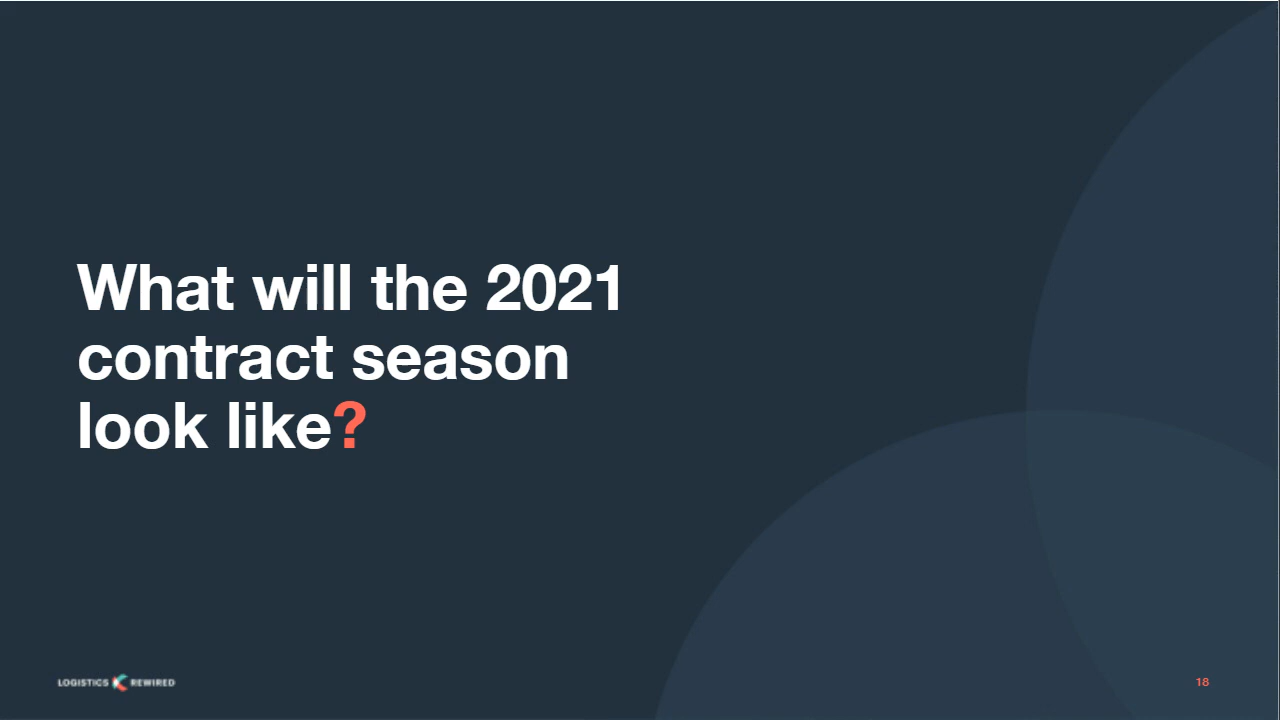 What will the 2021
contract season
look like?
LOGISTICS REWIRED
18